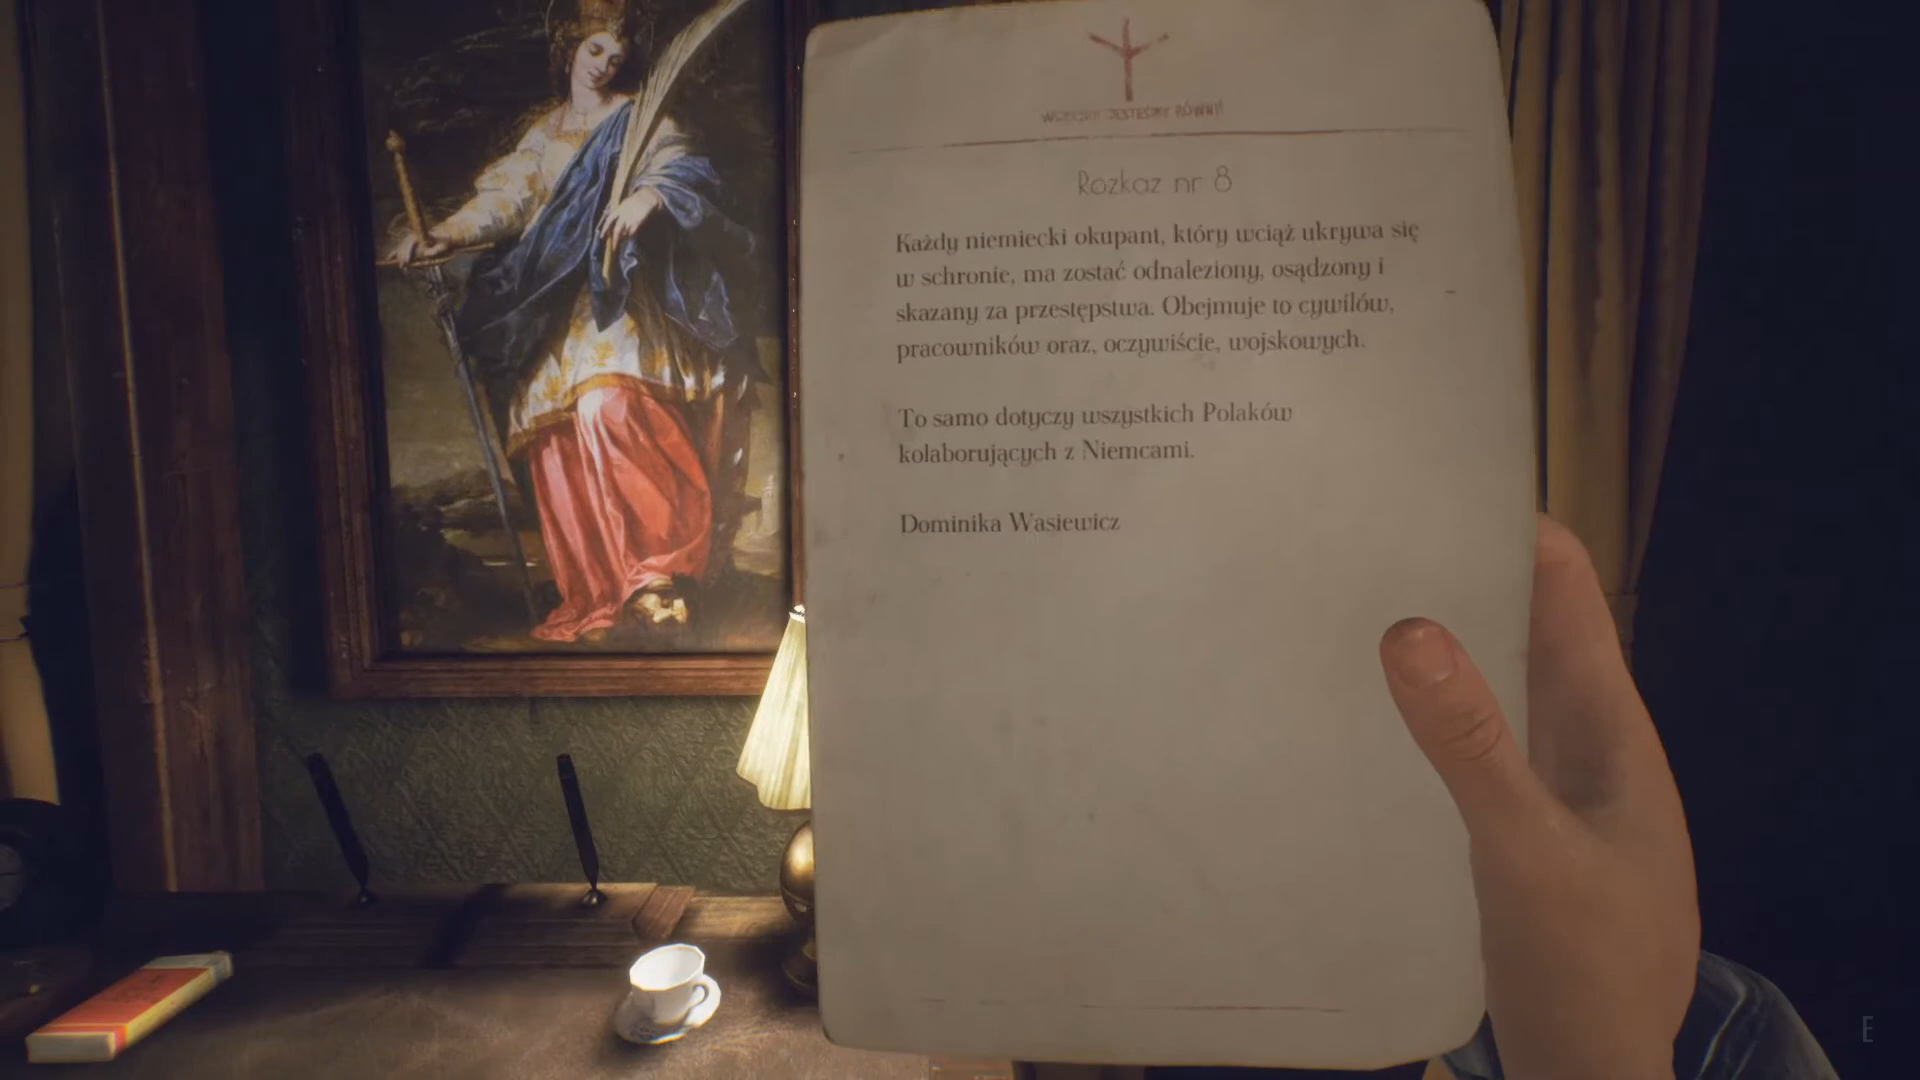 WSZYSCY JESTEŚMY RÓWNI!
Rozkaz nr 8
Każdy niemiecki okupant, który wciąż ukrywa się
w schronie, ma zostać odnaleziony, osądzony i
skazany za przestępstwa. Obejmuje to cywilów,
pracowników oraz, oczywiście, wojskowych.
To samo dotyczy wszystkich Polaków
kolaborujących z Niemcami.
Dominika Wasiewicz
E